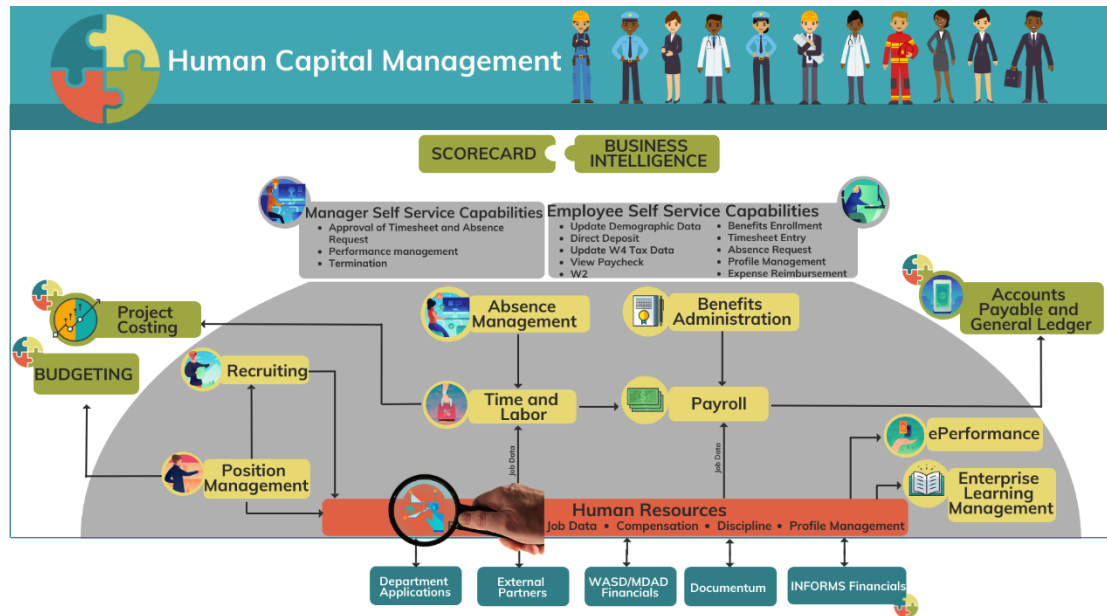 Human Capital Management
SCORECARD
BUSINESS
INTELLIGENCE
Manager Self Service Capabilities
• Approval of Timesheet and Absence
Request
• Performance management
• Termination
Employee Self Service Capabilities
• Update Demographic Data
• Direct Deposit
• Update W4 Tax Data
• View Paycheck
• W2
• Benefits Enrollment
• Timesheet Entry
• Absence Request
• Profile Management
• Expense Reimbursement
Project
Costing
Absence
Management
Benefits
Administration
Accounts
Payable and
General Ledger
BUDGETING
Recruiting
Time and
Labor
Payroll
ePerformance
Position
Management
Job Data
Job Data
Enterprise
Learning
Management
Human Resources
Job Data • Compensation • Discipline • Profile Management
Department
Applications
External
Partners
WASD/MDAD
Financials
Documentum
INFORMS Financials